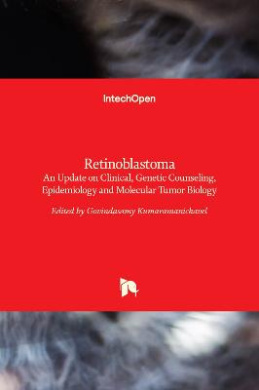 IntechOpen
Retinoblastoma
An Update on Clinical, Genetic Counseling,
Epidemiology and Molecular Tumor Biology
Edited by Govindasamy Kumaramanickavel